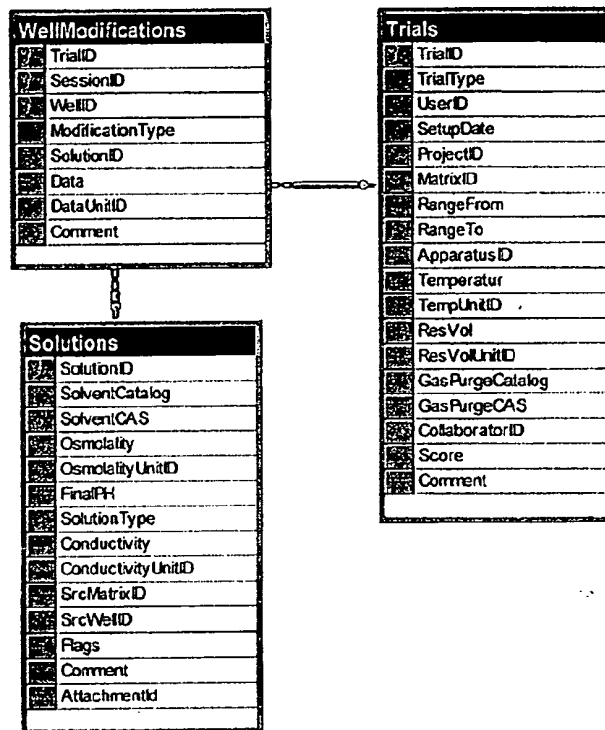 WellModifications
TrialID
SessionID
WellID
ModificationType
SolutionID
Data
DataUnitID
Comment
Trials
TrialID
TrialType
UserID
SetupDate
ProjectID
MatrixID
RangeFrom
RangeTo
ApparatusID
Temperatur
TempUnitID
ResVol
ResVolUnitID
GasPurgeCatalog
GasPurgeCAS
CollaboratorID
Score
Comment
Solutions
SolutionID
SolventCatalog
SolventCAS
Osmolality
OsmolalityUnitID
FinalPH
SolutionType
Conductivity
ConductivityUnitID
SrcMatrixID
SrcWellID
Flags
Comment
AttachmentId